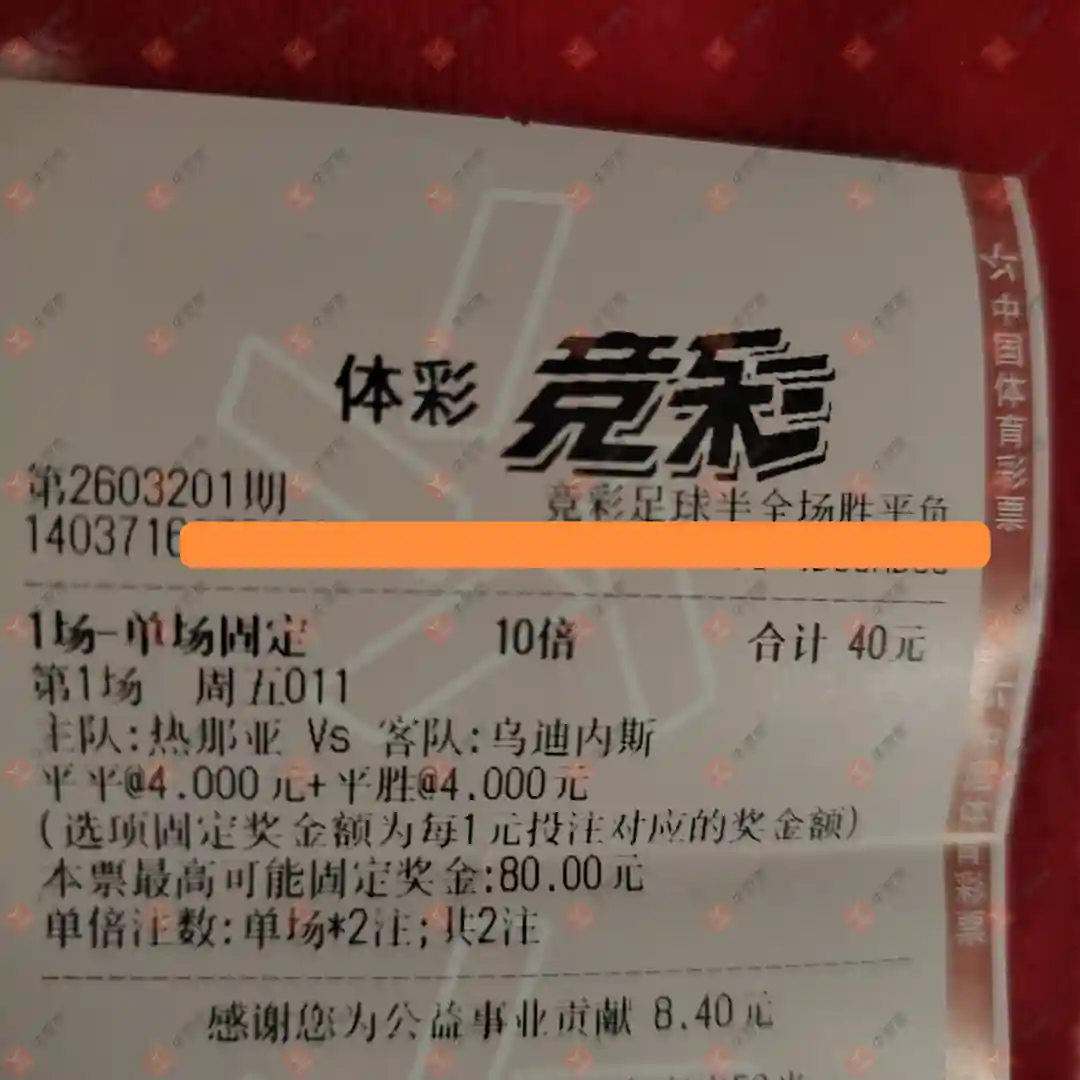 体彩 竞彩
第2603201期
竞彩足球半全场胜平负
1403716
1场-单场固定 10倍 合计 40元
第1场 周五011
主队:热那亚 Vs 客队:乌迪内斯
平平@4.000元+平胜@4.000元
(选项固定奖金额为每1元投注对应的奖金额)
本票最高可能固定奖金:80.00元
单倍注数:单场*2注;共2注
感谢您为公益事业贡献 8.40元
中国体育彩票